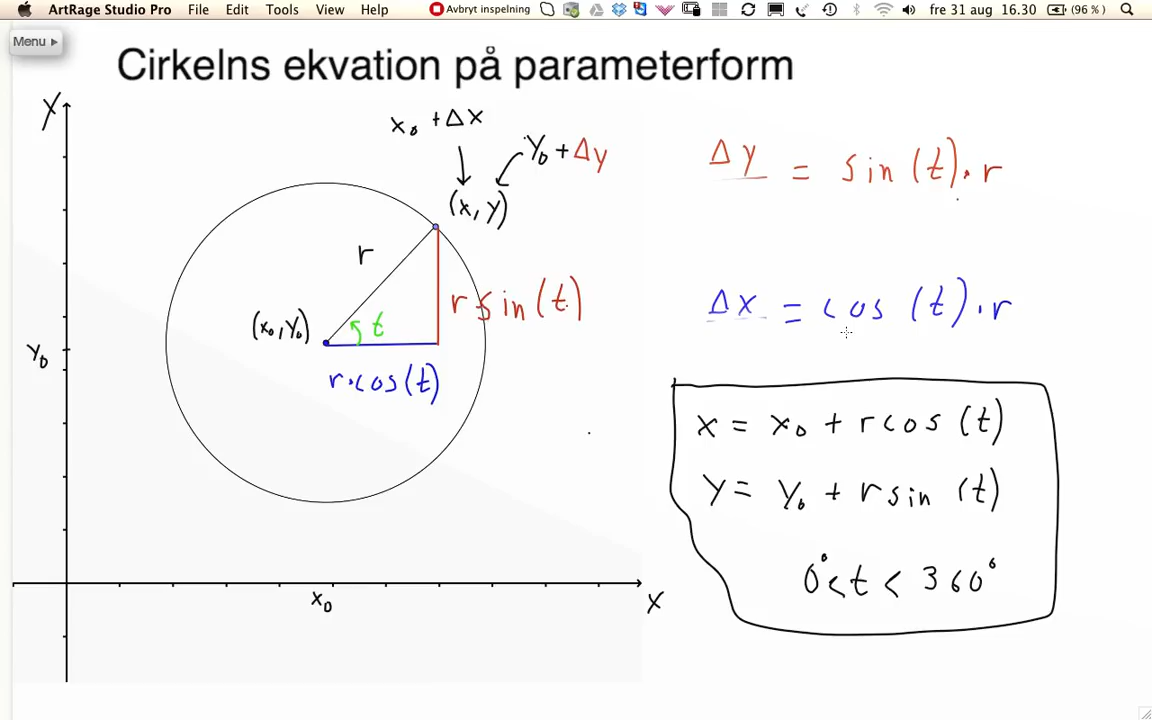 ArtRage Studio Pro File Edit Tools View Help Avbryt inspelning fre 31 aug 16.30 (96 %)
Menu
Cirkelns ekvation på parameterform
Y
x₀ + Δx
y₀ + Δy
(x, y)
r
(x₀, y₀)
t
r sin(t)
r·cos(t)
y₀
x₀
x
Δy = sin(t)·r
Δx = cos(t)·r
x = x₀ + r cos(t)
y = y₀ + r sin(t)
0° < t < 360°